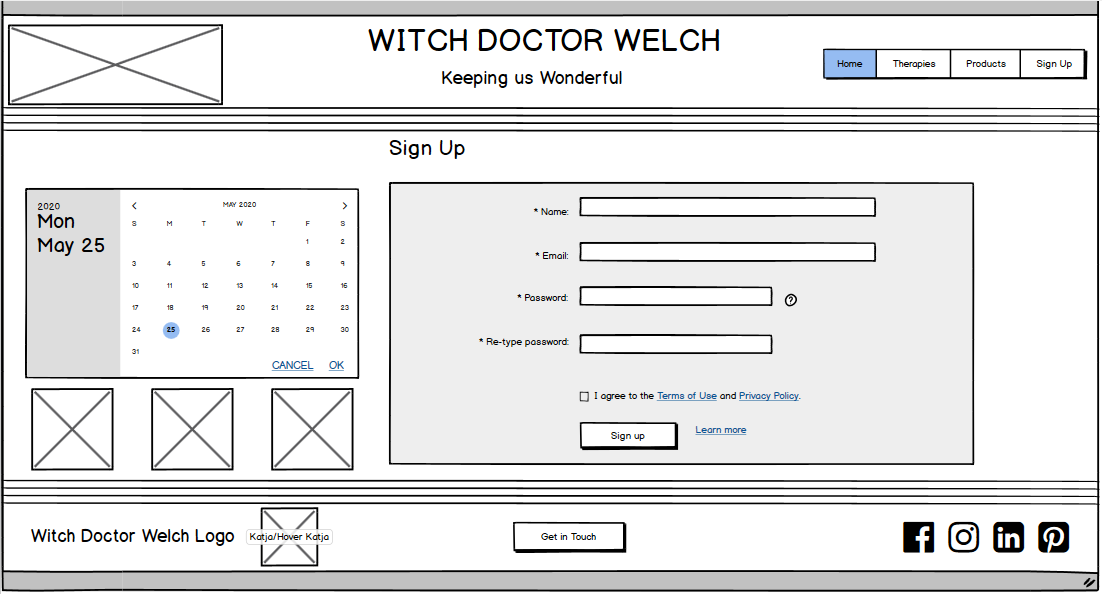 WITCH DOCTOR WELCH
Keeping us Wonderful
Home Therapies Products Sign Up
Sign Up
2020
Mon
May 25
MAY 2020
S M T W T F S
1 2
3 4 5 6 7 8 9
10 11 12 13 14 15 16
17 18 19 20 21 22 23
24 25 26 27 28 29 30
31
CANCEL OK
* Name:
* Email:
* Password:
?
* Re-type password:
I agree to the Terms of Use and Privacy Policy.
Sign up
Learn more
Witch Doctor Welch Logo
Katja/Hover Katja
Get in Touch